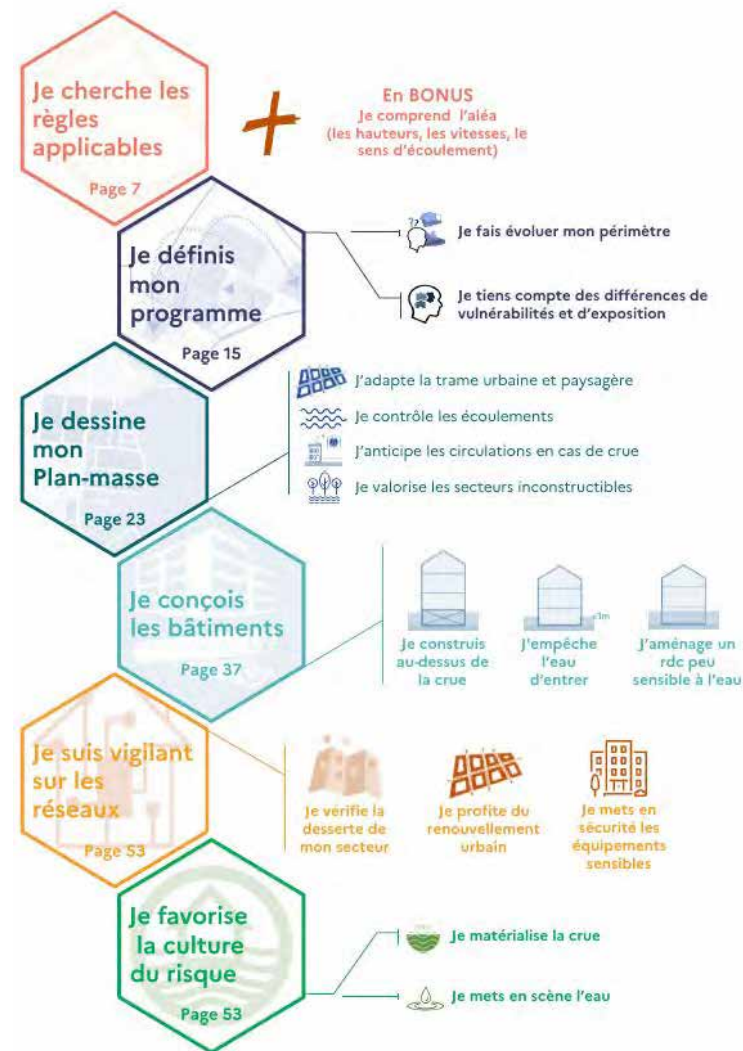 Je cherche les
règles
applicables
Page 7
En BONUS
Je comprend l'aléa
(les hauteurs, les vitesses, le
sens d'écoulement)
Je définis
mon
programme
Page 15
Je fais évoluer mon périmètre
Je tiens compte des différences de
vulnérabilités et d'exposition
Je dessine
mon
Plan-masse
Page 23
J'adapte la trame urbaine et paysagère
Je contrôle les écoulements
J'anticipe les circulations en cas de crue
Je valorise les secteurs inconstructibles
Je conçois
les bâtiments
Page 37
Je construis
au-dessus de
la crue
<1m
J'empêche
l'eau
d'entrer
J'aménage un
rdc peu
sensible à l'eau
Je suis vigilant
sur les
réseaux
Page 53
Je vérifie la
desserte de
mon secteur
Je profite du
renouvellement
urbain
Je mets en
sécurité les
équipements
sensibles
Je favorise
la culture
du risque
Page 53
Je matérialise la crue
Je mets en scène l'eau